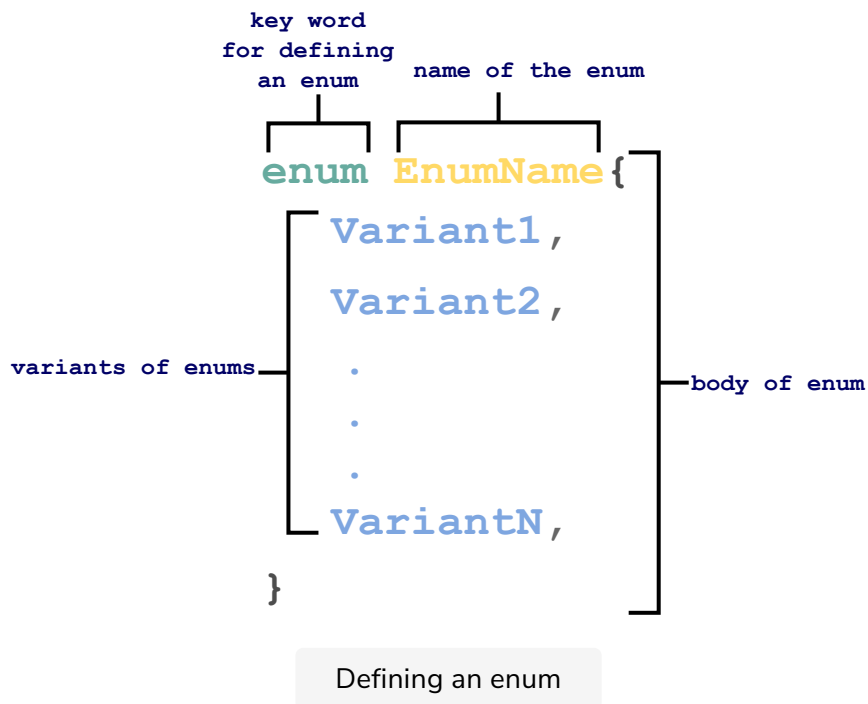 key word
for defining
an enum
name of the enum
enum EnumName{
Variant1,
Variant2,
variants of enums
.
body of enum
.
.
VariantN,
}
Defining an enum